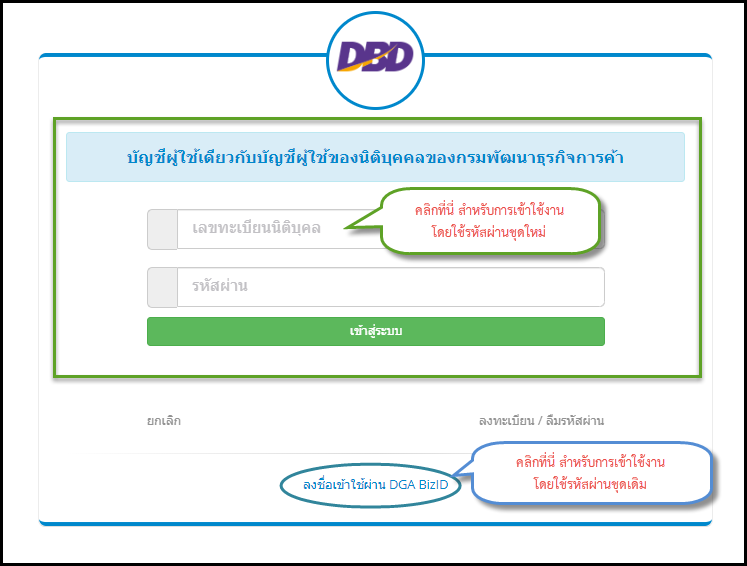 DBD
บัญชีผู้ใช้เดียวกับบัญชีผู้ใช้ของนิติบุคคลของกรมพัฒนาธุรกิจการค้า
เลขทะเบียนนิติบุคล
คลิกที่นี่ สำหรับการเข้าใช้งาน
โดยใช้รหัสผ่านชุดใหม่
รหัสผ่าน
เข้าสู่ระบบ
ยกเลิก
ลงทะเบียน / ลืมรหัสผ่าน
คลิกที่นี่ สำหรับการเข้าใช้งาน
โดยใช้รหัสผ่านชุดเดิม
ลงชื่อเข้าใช้ผ่าน DGA BizID